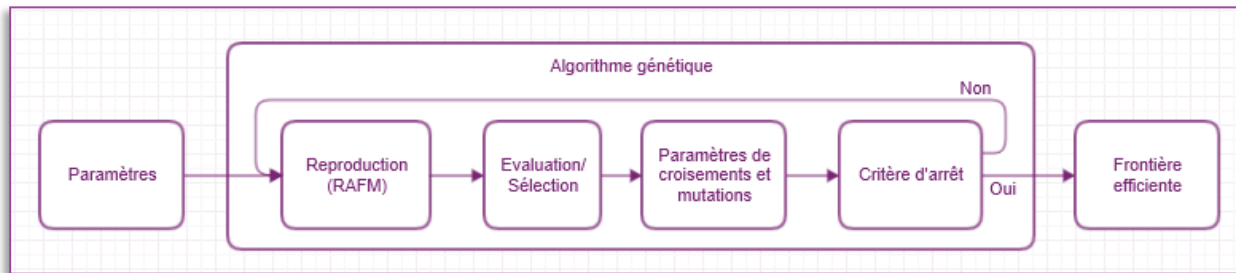 Algorithme génétique
Non
Paramètres
Reproduction
(RAFM)
Evaluation/
Sélection
Paramètres de
croisements et
mutations
Critère d'arrêt
Oui
Frontière
efficiente